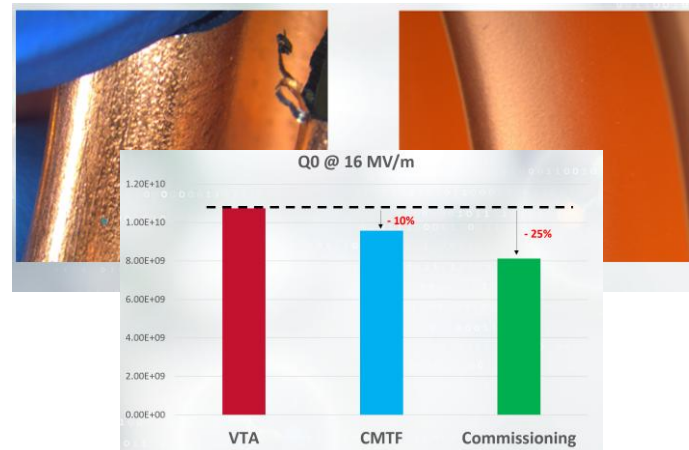 Q0 @ 16 MV/m
1.20E+10
1.00E+10
8.00E+09
6.00E+09
4.00E+09
2.00E+09
0.00E+00
- 10%
- 25%
VTA
CMTF
Commissioning